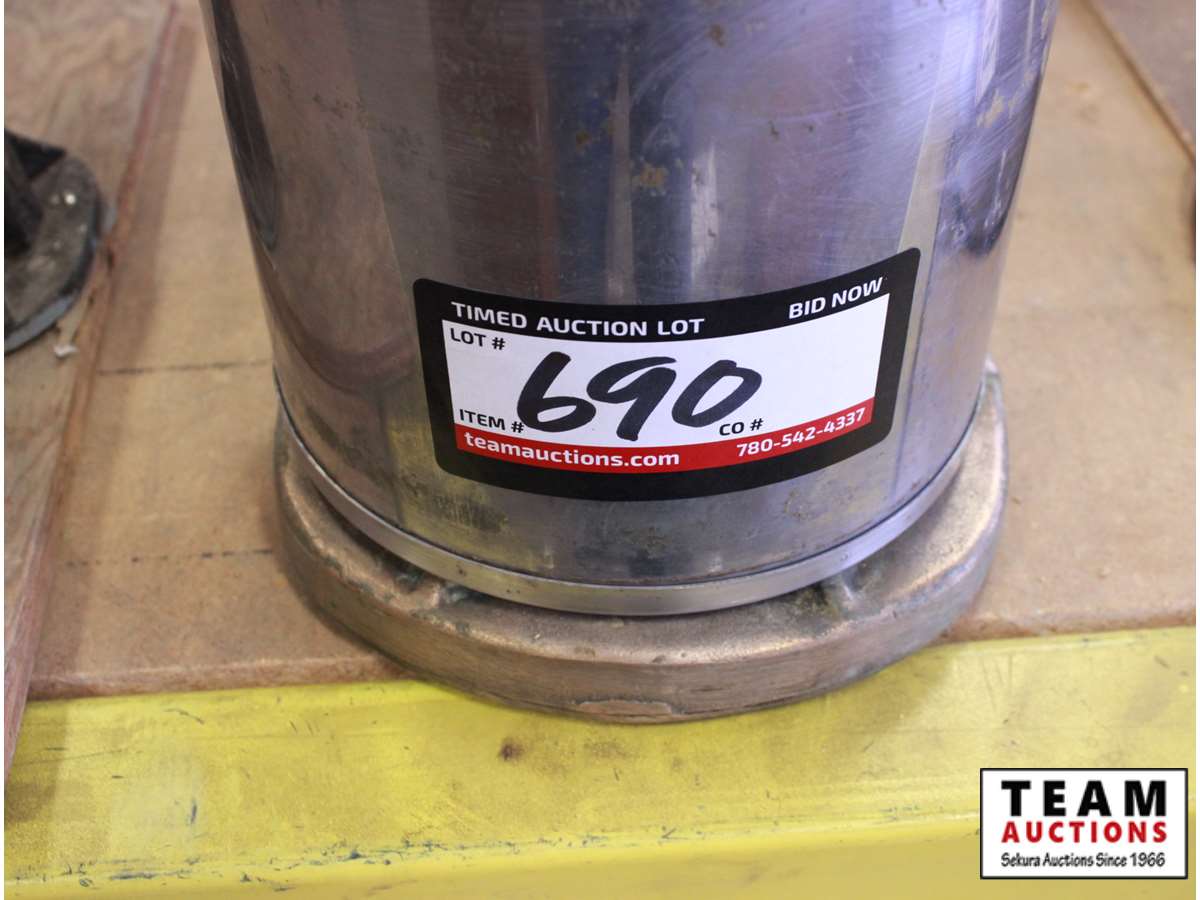 TIMED AUCTION LOT BID NOW
LOT #
690
ITEM # CO #
teamauctions.com 780-542-4337
TEAM
AUCTIONS
Sekura Auctions Since 1966